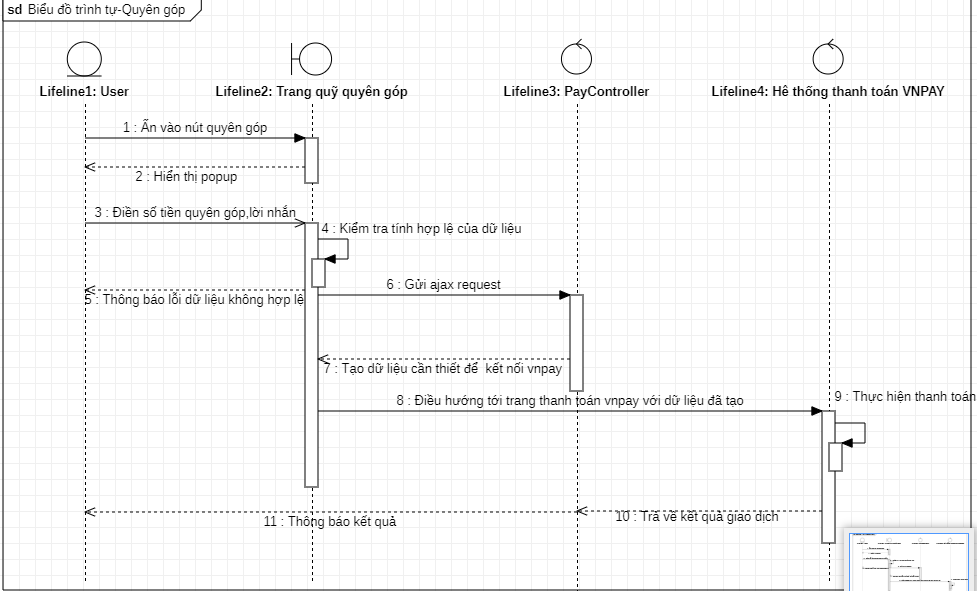 sd Biểu đồ trình tự-Quyên góp
Lifeline1: User
Lifeline2: Trang quỹ quyên góp
Lifeline3: PayController
Lifeline4: Hê thống thanh toán VNPAY
1 : Ấn vào nút quyên góp
2 : Hiển thị popup
3 : Điền số tiền quyên góp,lời nhắn
4 : Kiểm tra tính hợp lệ của dữ liệu
6 : Gửi ajax request
5 : Thông báo lỗi dữ liệu không hợp lệ
7 : Tạo dữ liệu cần thiết để  kết nối vnpay
8 : Điều hướng tới trang thanh toán vnpay với dữ liệu đã tạo
9 : Thực hiện thanh toán
10 : Trả về kết quả giao dịch
11 : Thông báo kết quả